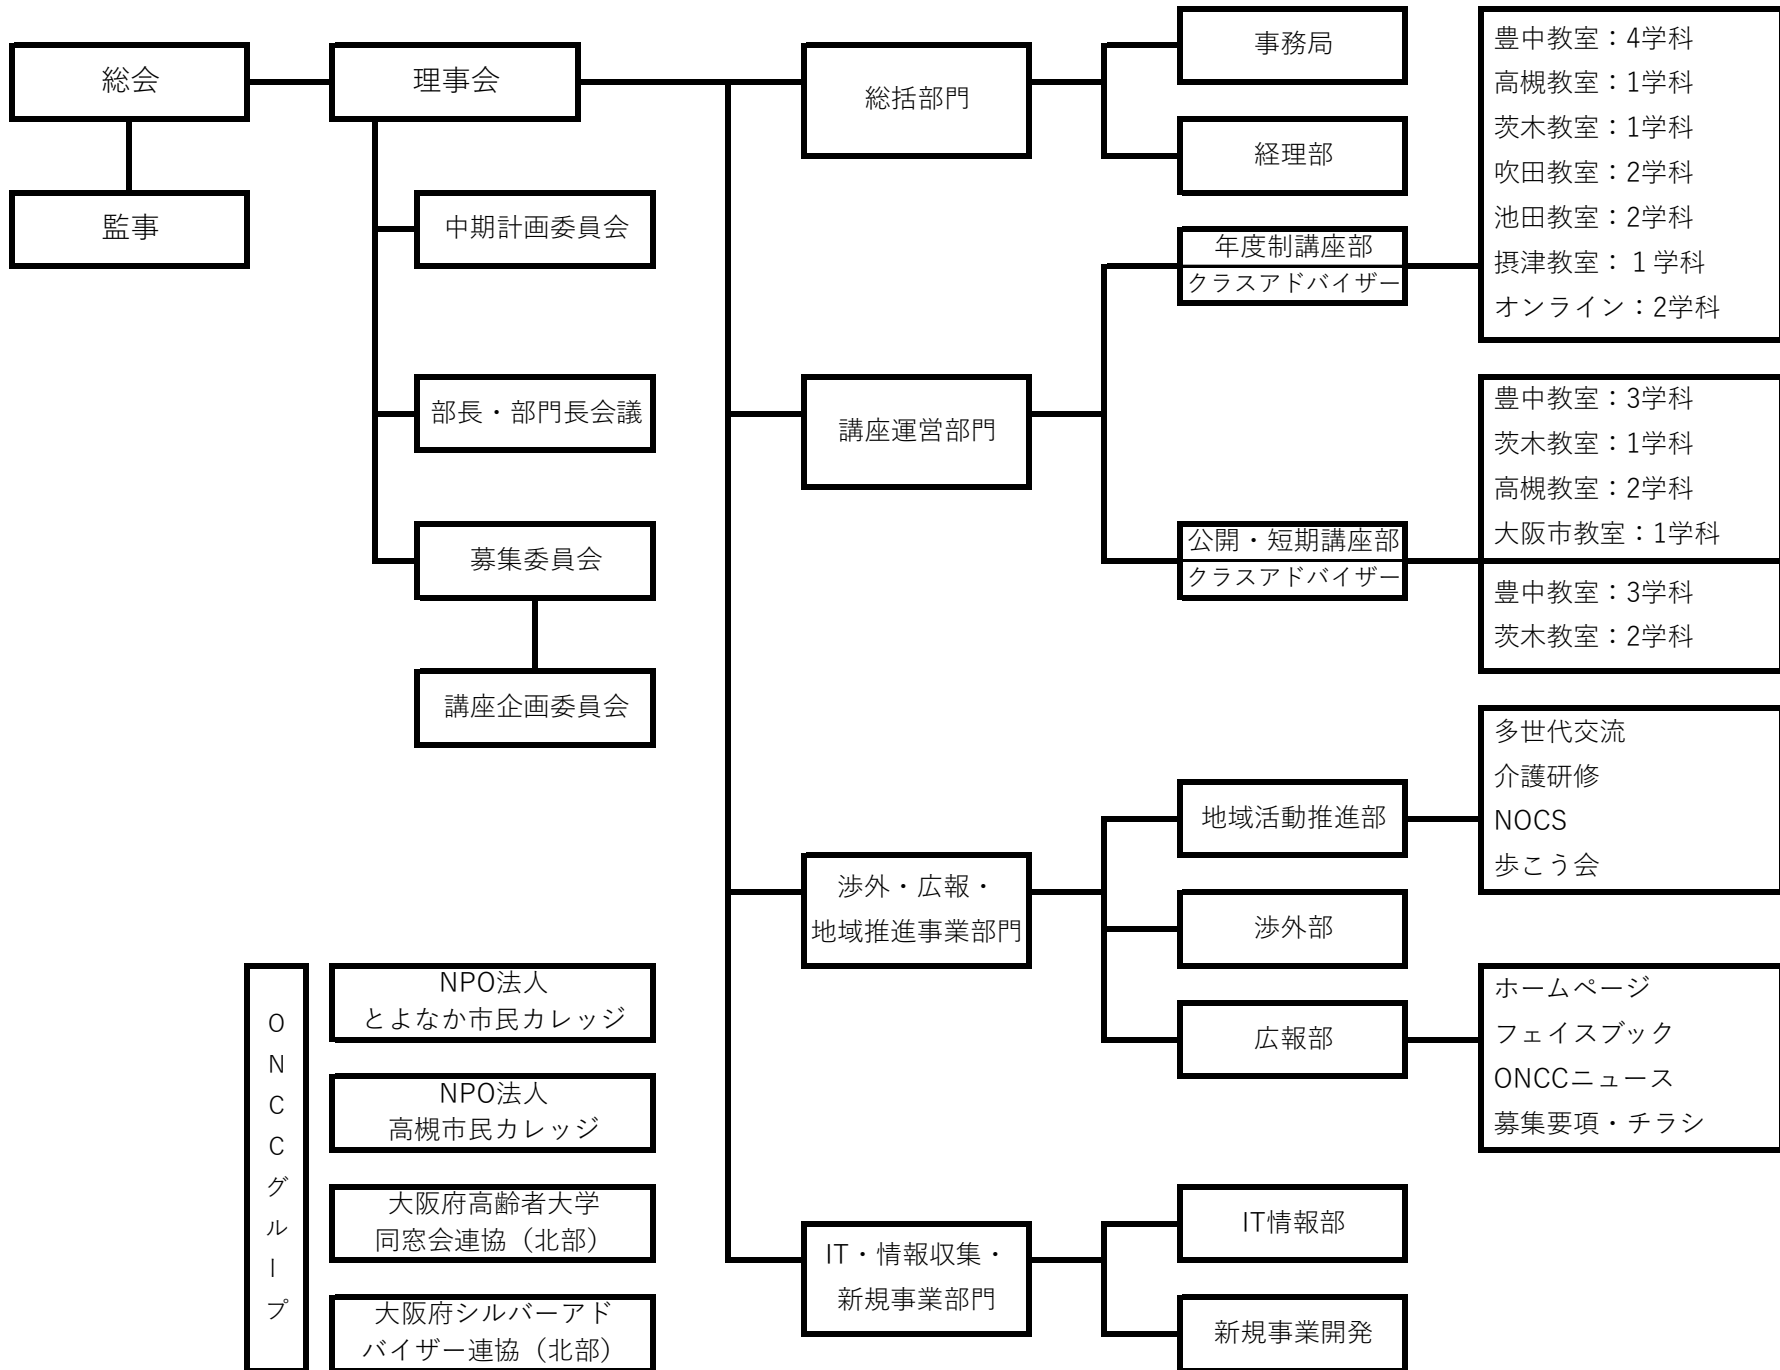 総会
理事会
監事
中期計画委員会
部長・部門長会議
募集委員会
講座企画委員会
総括部門
事務局
経理部
講座運営部門
年度制講座部
クラスアドバイザー
豊中教室：4学科
高槻教室：1学科
茨木教室：1学科
吹田教室：2学科
池田教室：2学科
摂津教室：１学科
オンライン：2学科
公開・短期講座部
クラスアドバイザー
豊中教室：3学科
茨木教室：1学科
高槻教室：2学科
大阪市教室：1学科
豊中教室：3学科
茨木教室：2学科
渉外・広報・
地域推進事業部門
地域活動推進部
多世代交流
介護研修
NOCS
歩こう会
渉外部
広報部
ホームページ
フェイスブック
ONCCニュース
募集要項・チラシ
IT・情報収集・
新規事業部門
IT情報部
新規事業開発
ＯＮＣＣグループ
NPO法人
とよなか市民カレッジ
NPO法人
高槻市民カレッジ
大阪府高齢者大学
同窓会連協（北部）
大阪府シルバーアド
バイザー連協（北部）